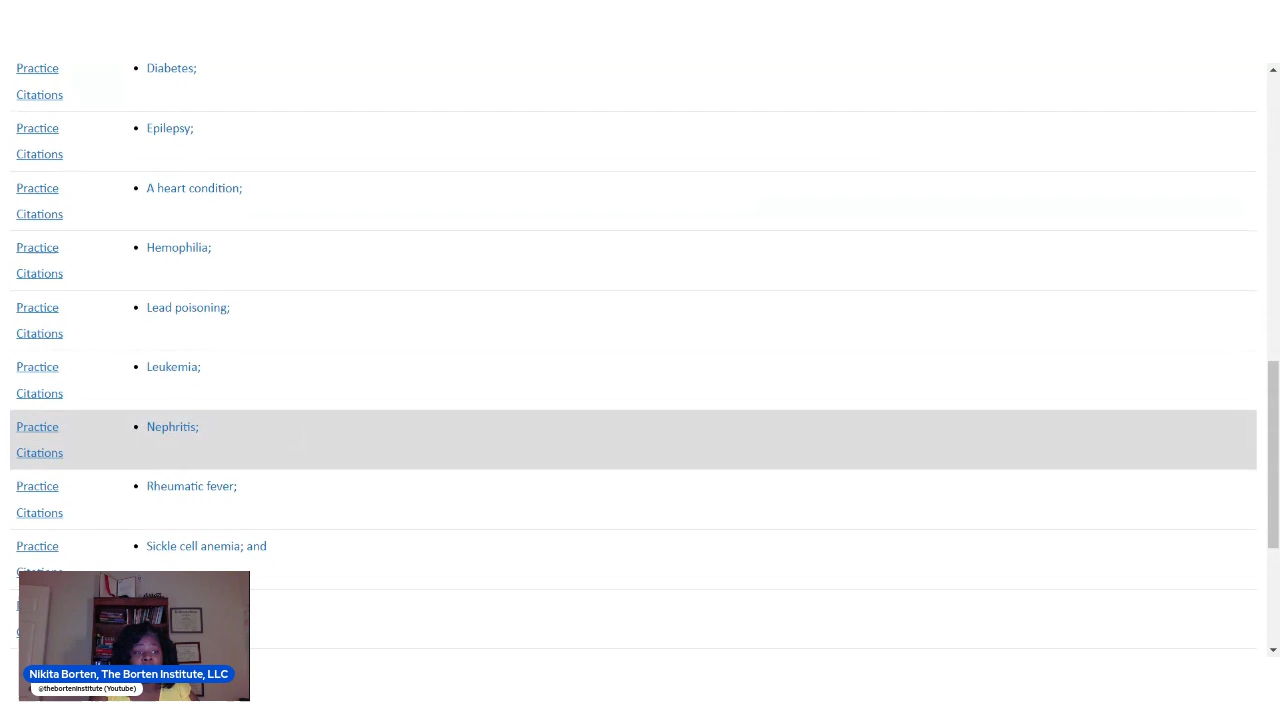 Practice
• Diabetes;
Citations
Practice
• Epilepsy;
Citations
Practice
• A heart condition;
Citations
Practice
• Hemophilia;
Citations
Practice
• Lead poisoning;
Citations
Practice
• Leukemia;
Citations
Practice
• Nephritis;
Citations
Practice
• Rheumatic fever;
Citations
Practice
• Sickle cell anemia; and
Nikita Borten, The Borten Institute, LLC
@theborteninstitute (Youtube)